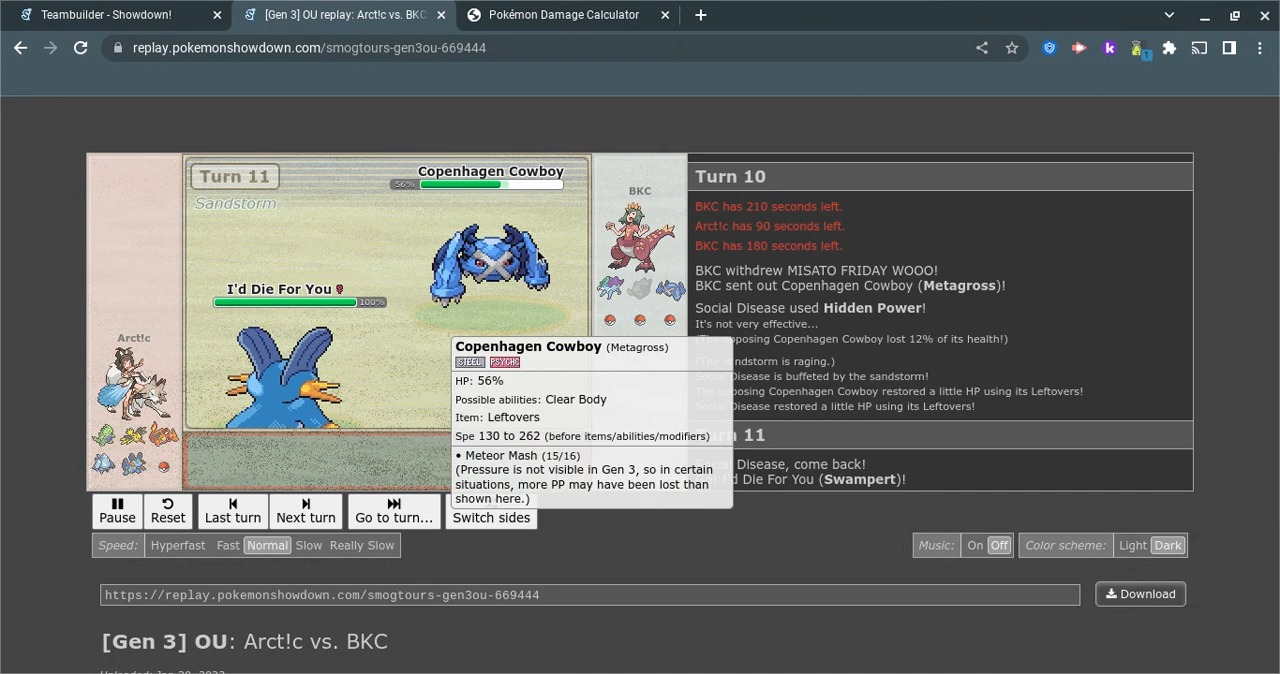 Teambuilder - Showdown!
[Gen 3] OU replay: Arct!c vs. BKC
Pokémon Damage Calculator
replay.pokemonshowdown.com/smogtours-gen3ou-669444
1
Turn 11
Sandstorm
Copenhagen Cowboy
56%
I'd Die For You
100%
Arct!c
BKC
Turn 10
BKC has 210 seconds left.
Arct!c has 90 seconds left.
BKC has 180 seconds left.
BKC withdrew MISATO FRIDAY WOOO!
BKC sent out Copenhagen Cowboy (Metagross)!
Social Disease used Hidden Power!
It's not very effective...
(The opposing Copenhagen Cowboy lost 12% of its health!)
(The sandstorm is raging.)
Social Disease is buffeted by the sandstorm!
The opposing Copenhagen Cowboy restored a little HP using its Leftovers!
Social Disease restored a little HP using its Leftovers!
Turn 11
Social Disease, come back!
I'd Die For You (Swampert)!
Copenhagen Cowboy (Metagross)
STEEL PSYCHC
HP: 56%
Possible abilities: Clear Body
Item: Leftovers
Spe 130 to 262 (before items/abilities/modifiers)
• Meteor Mash (15/16)
(Pressure is not visible in Gen 3, so in certain
situations, more PP may have been lost than
shown here.)
Pause Reset Last turn Next turn Go to turn... Switch sides
Speed: Hyperfast Fast Normal Slow Really Slow
Music: On Off Color scheme: Light Dark
https://replay.pokemonshowdown.com/smogtours-gen3ou-669444
Download
[Gen 3] OU: Arct!c vs. BKC